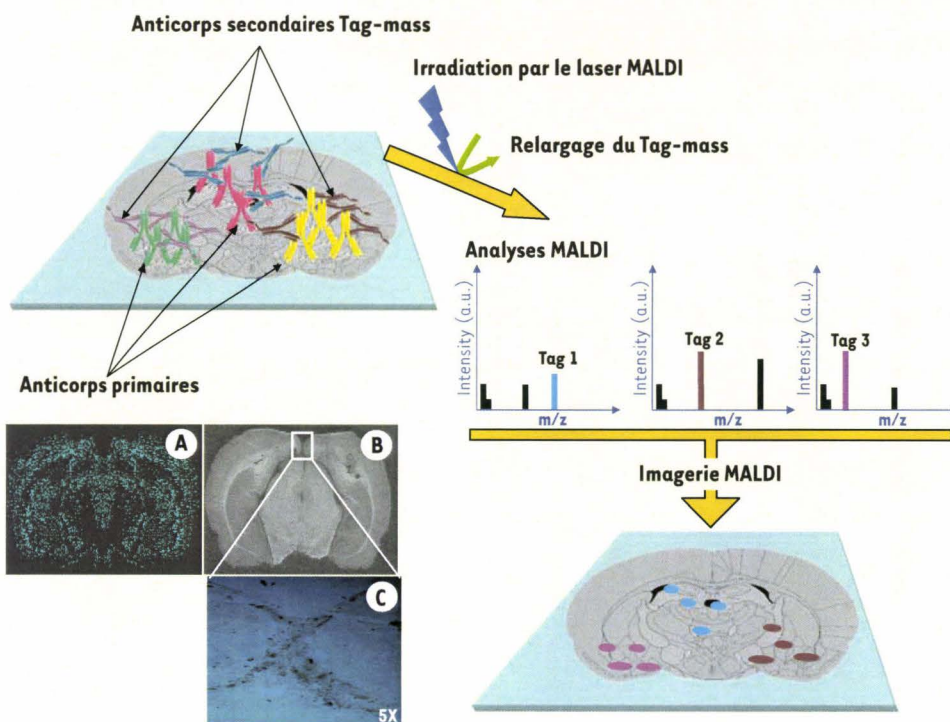 Anticorps secondaires Tag-mass
Irradiation par le laser MALDI
Relargage du Tag-mass
Analyses MALDI
Intensity (a.u.)
Tag 1
m/z
Intensity (a.u.)
Tag 2
m/z
Intensity (a.u.)
Tag 3
m/z
Anticorps primaires
A
B
C
5X
Imagerie MALDI